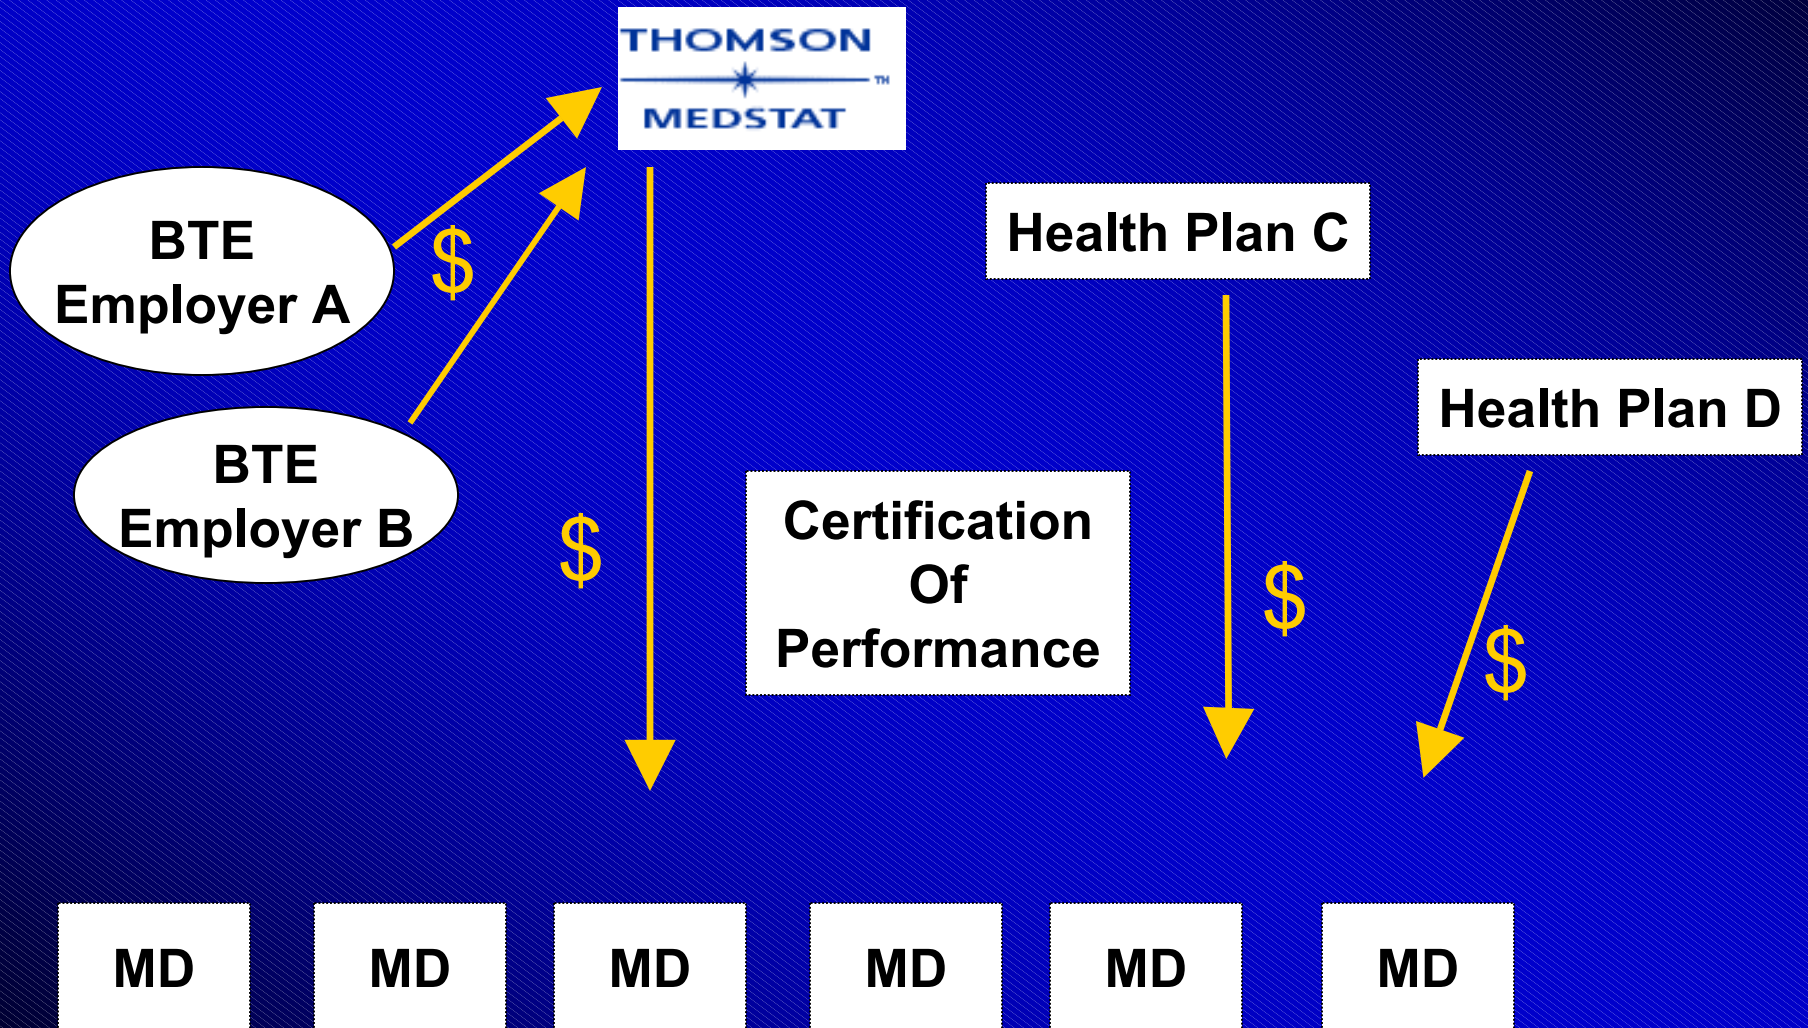 THOMSON
TH
MEDSTAT
BTE
Employer A
$
Health Plan C
Health Plan D
BTE
Employer B
$
Certification
Of
Performance
$
$
MD
MD
MD
MD
MD
MD